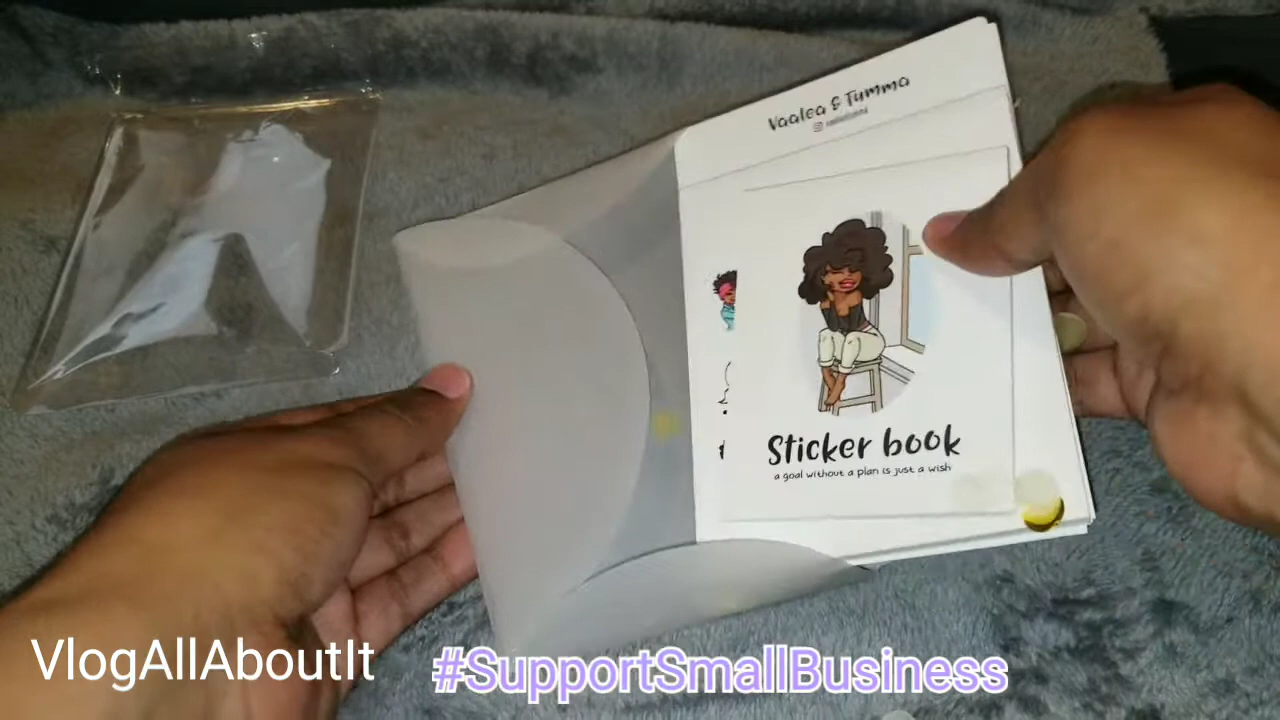 Vaalea & Tumma
Sticker book
a goal without a plan is just a wish
VlogAllAboutIt
#SupportSmallBusiness